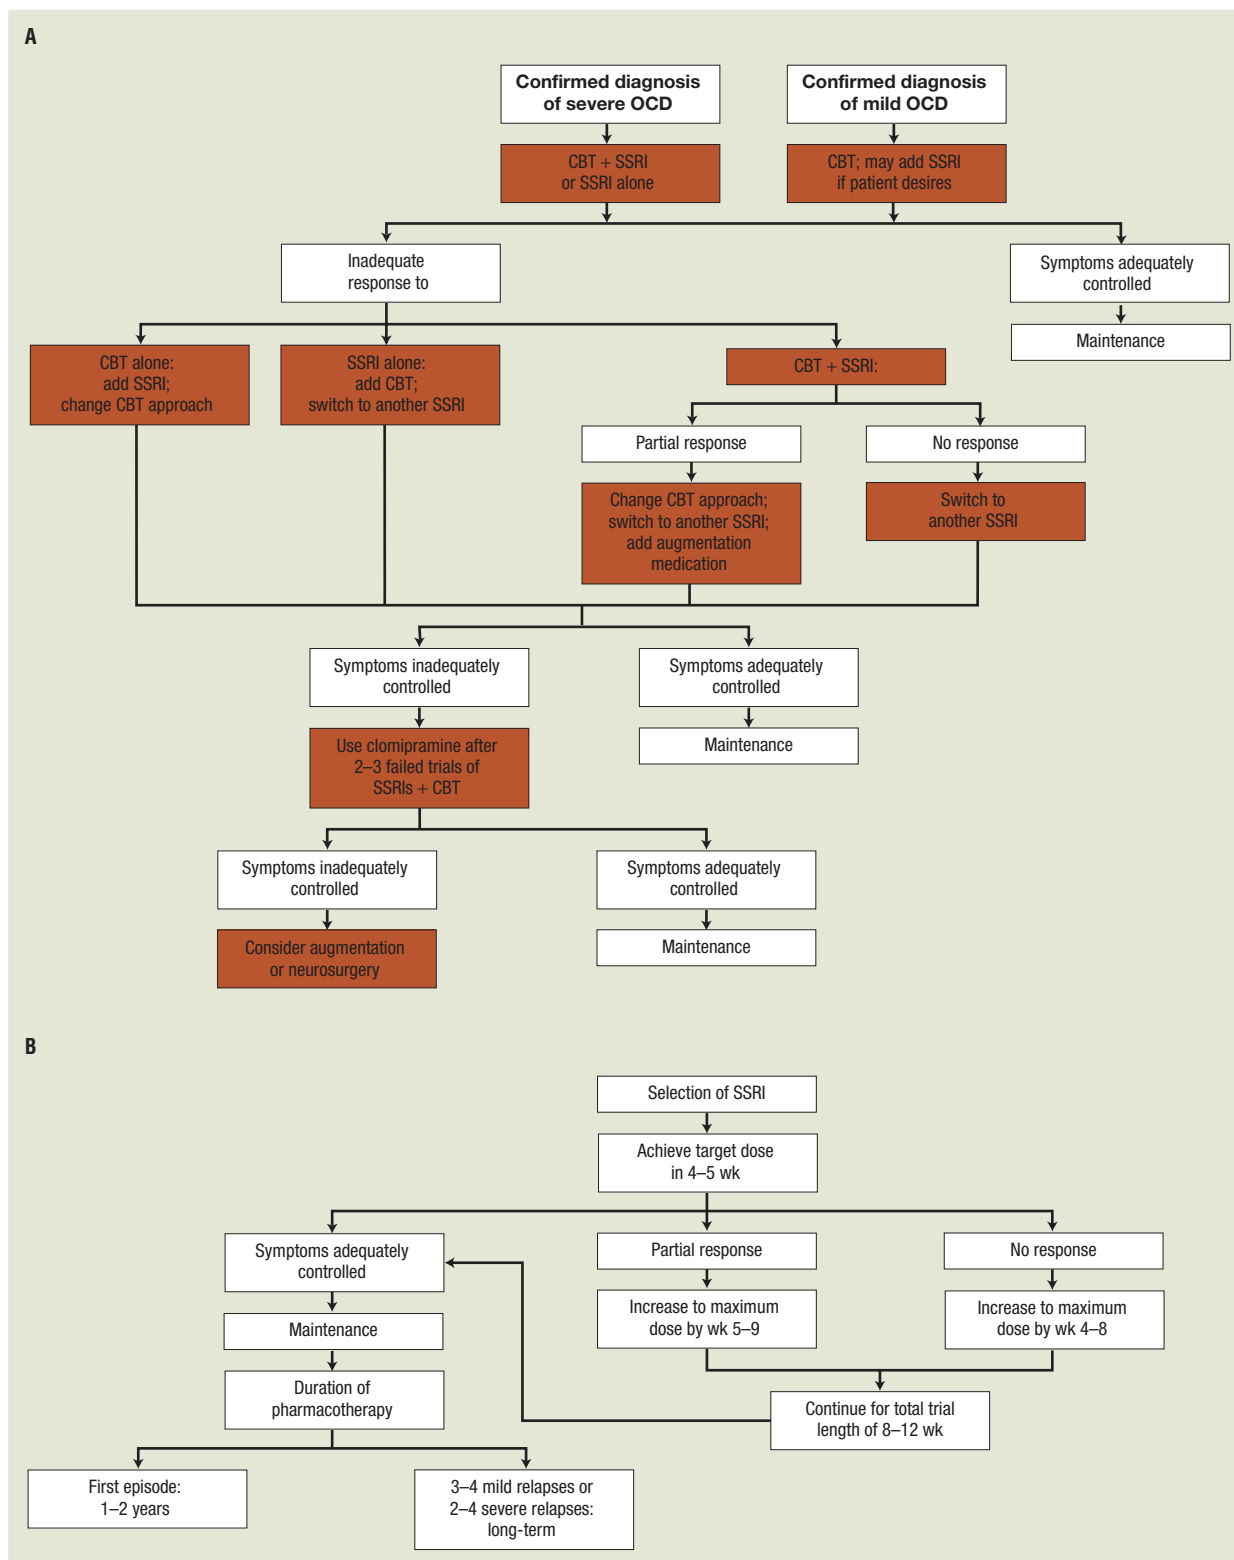 A
Confirmed diagnosis
of severe OCD
Confirmed diagnosis
of mild OCD
CBT + SSRI
or SSRI alone
CBT; may add SSRI
if patient desires
Inadequate
response to
Symptoms adequately
controlled
Maintenance
CBT alone:
add SSRI;
change CBT approach
SSRI alone:
add CBT;
switch to another SSRI
CBT + SSRI:
Partial response
No response
Change CBT approach;
switch to another SSRI;
add augmentation
medication
Switch to
another SSRI
Symptoms inadequately
controlled
Symptoms adequately
controlled
Use clomipramine after
2–3 failed trials of
SSRIs + CBT
Maintenance
Symptoms inadequately
controlled
Symptoms adequately
controlled
Consider augmentation
or neurosurgery
Maintenance
B
Selection of SSRI
Achieve target dose
in 4–5 wk
Symptoms adequately
controlled
Partial response
No response
Maintenance
Increase to maximum
dose by wk 5–9
Increase to maximum
dose by wk 4–8
Duration of
pharmacotherapy
Continue for total trial
length of 8–12 wk
First episode:
1–2 years
3–4 mild relapses or
2–4 severe relapses:
long-term